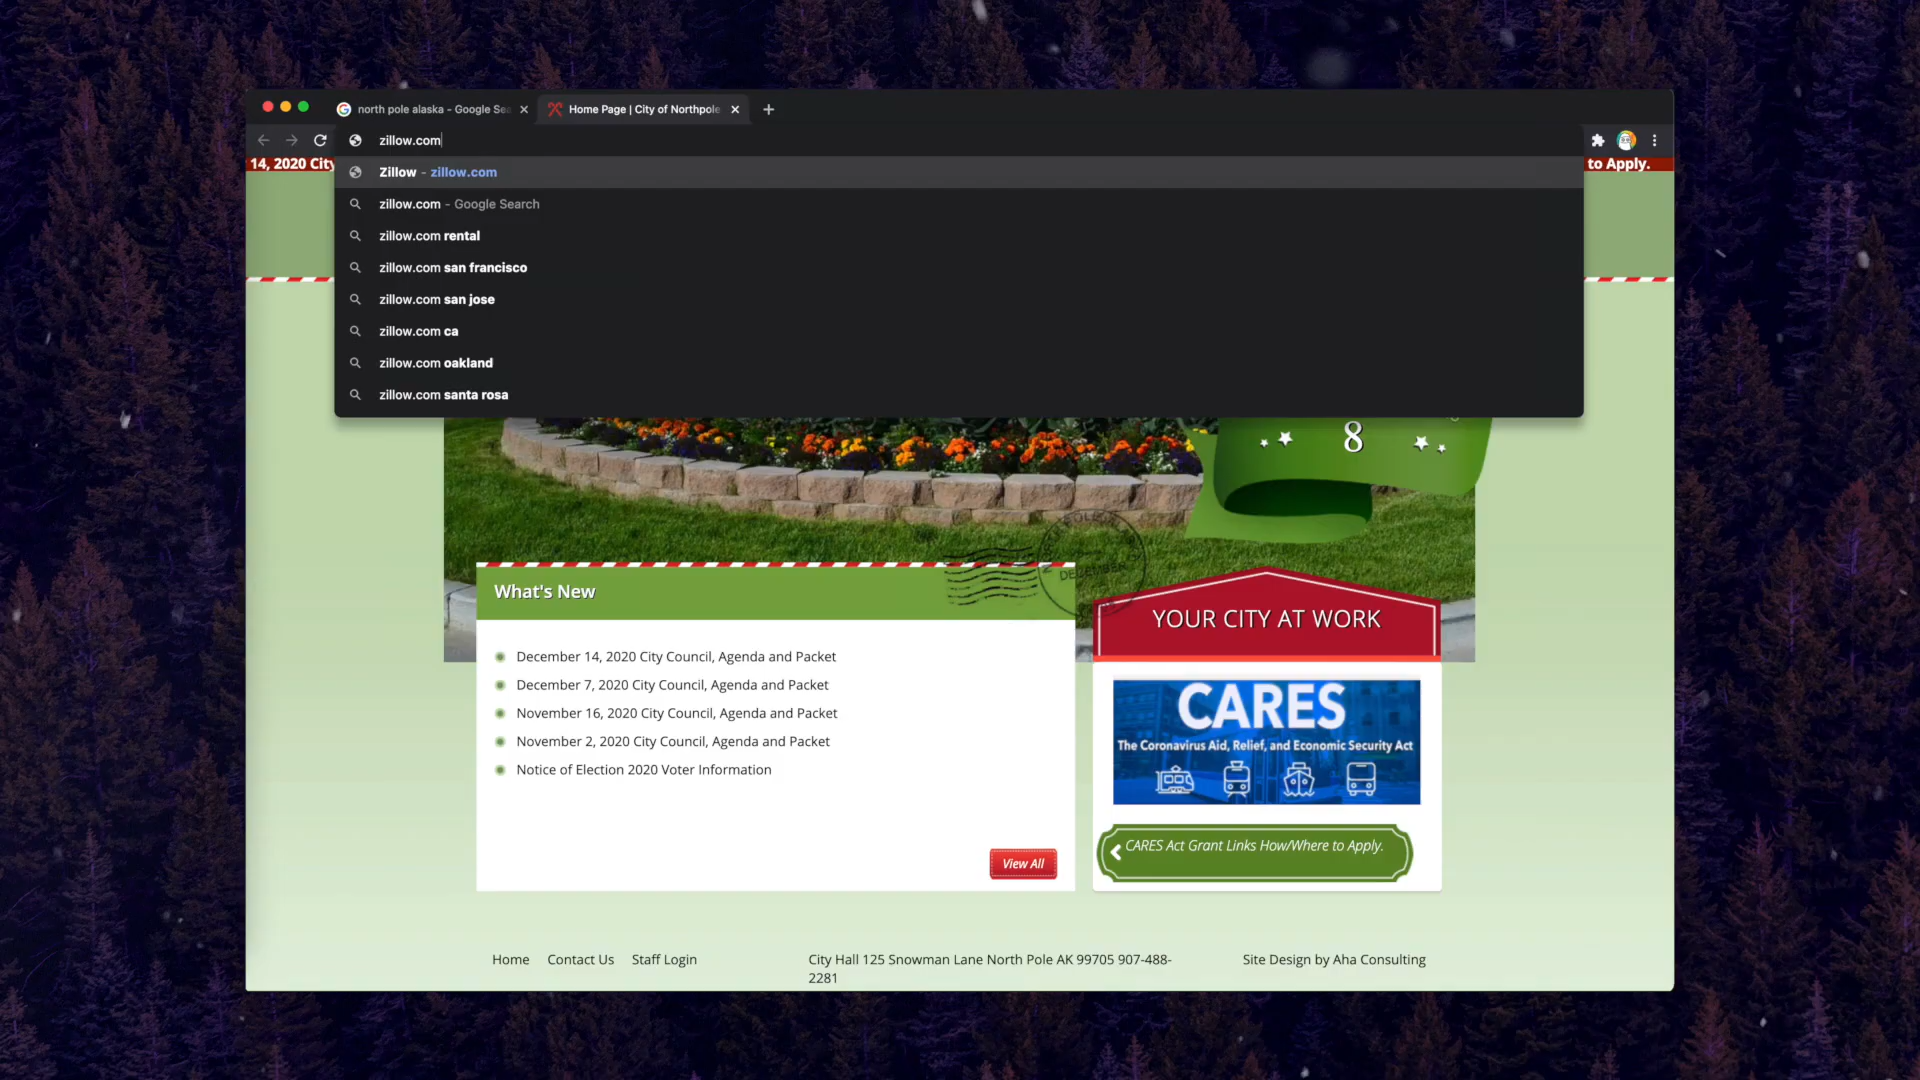 north pole alaska - Google Sea
Home Page | City of Northpole
zillow.com
14, 2020 City
to Apply.
Zillow - zillow.com
zillow.com - Google Search
zillow.com rental
zillow.com san francisco
zillow.com san jose
zillow.com ca
zillow.com oakland
zillow.com santa rosa
8
DECEMBER
What's New
YOUR CITY AT WORK
December 14, 2020 City Council, Agenda and Packet
December 7, 2020 City Council, Agenda and Packet
November 16, 2020 City Council, Agenda and Packet
November 2, 2020 City Council, Agenda and Packet
Notice of Election 2020 Voter Information
View All
CARES
The Coronavirus Aid, Relief, and Economic Security Act
CARES Act Grant Links How/Where to Apply.
Home Contact Us Staff Login
City Hall 125 Snowman Lane North Pole AK 99705 907-488-
2281
Site Design by Aha Consulting